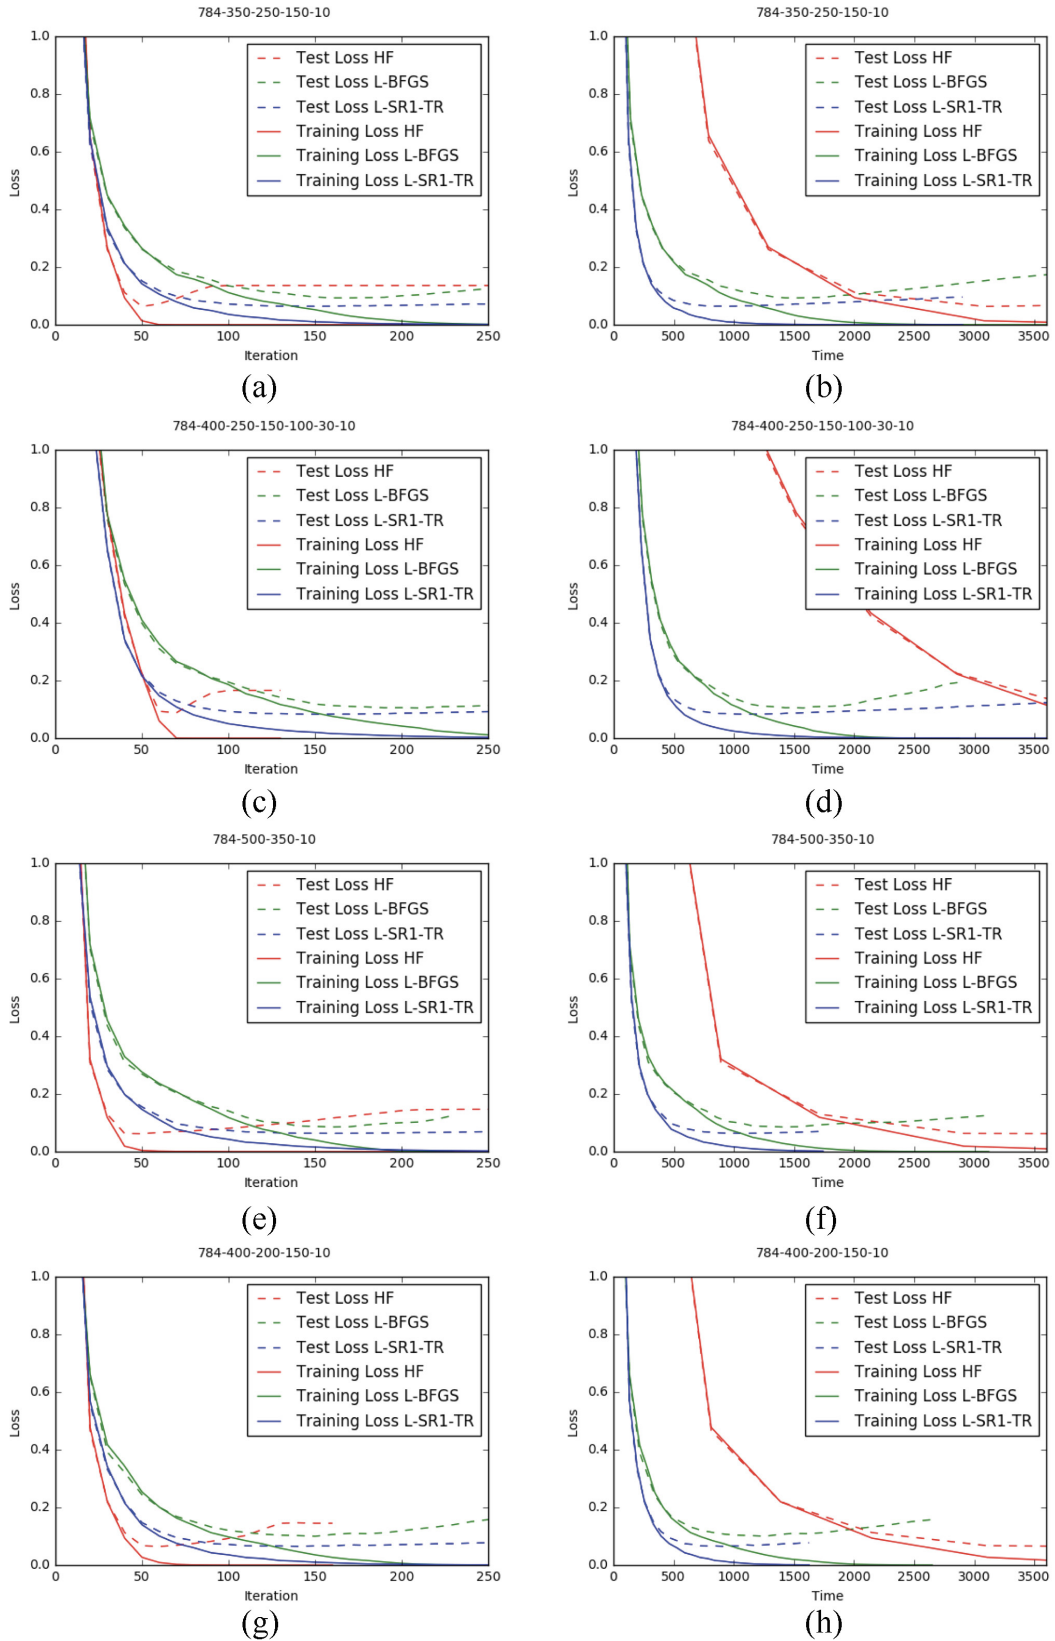 784-350-250-150-10
1.0
0.8
0.6
0.4
0.2
0.0
Loss
Test Loss HF
Test Loss L-BFGS
Test Loss L-SR1-TR
Training Loss HF
Training Loss L-BFGS
Training Loss L-SR1-TR
0 50 100 150 200 250
Iteration
(a)
784-350-250-150-10
1.0
0.8
0.6
0.4
0.2
0.0
Loss
Test Loss HF
Test Loss L-BFGS
Test Loss L-SR1-TR
Training Loss HF
Training Loss L-BFGS
Training Loss L-SR1-TR
0 500 1000 1500 2000 2500 3000 3500
Time
(b)
784-400-250-150-100-30-10
1.0
0.8
0.6
0.4
0.2
0.0
Loss
Test Loss HF
Test Loss L-BFGS
Test Loss L-SR1-TR
Training Loss HF
Training Loss L-BFGS
Training Loss L-SR1-TR
0 50 100 150 200 250
Iteration
(c)
784-400-250-150-100-30-10
1.0
0.8
0.6
0.4
0.2
0.0
Loss
Test Loss HF
Test Loss L-BFGS
Test Loss L-SR1-TR
Training Loss HF
Training Loss L-BFGS
Training Loss L-SR1-TR
0 500 1000 1500 2000 2500 3000 3500
Time
(d)
784-500-350-10
1.0
0.8
0.6
0.4
0.2
0.0
Loss
Test Loss HF
Test Loss L-BFGS
Test Loss L-SR1-TR
Training Loss HF
Training Loss L-BFGS
Training Loss L-SR1-TR
0 50 100 150 200 250
Iteration
(e)
784-500-350-10
1.0
0.8
0.6
0.4
0.2
0.0
Loss
Test Loss HF
Test Loss L-BFGS
Test Loss L-SR1-TR
Training Loss HF
Training Loss L-BFGS
Training Loss L-SR1-TR
0 500 1000 1500 2000 2500 3000 3500
Time
(f)
784-400-200-150-10
1.0
0.8
0.6
0.4
0.2
0.0
Loss
Test Loss HF
Test Loss L-BFGS
Test Loss L-SR1-TR
Training Loss HF
Training Loss L-BFGS
Training Loss L-SR1-TR
0 50 100 150 200 250
Iteration
(g)
784-400-200-150-10
1.0
0.8
0.6
0.4
0.2
0.0
Loss
Test Loss HF
Test Loss L-BFGS
Test Loss L-SR1-TR
Training Loss HF
Training Loss L-BFGS
Training Loss L-SR1-TR
0 500 1000 1500 2000 2500 3000 3500
Time
(h)